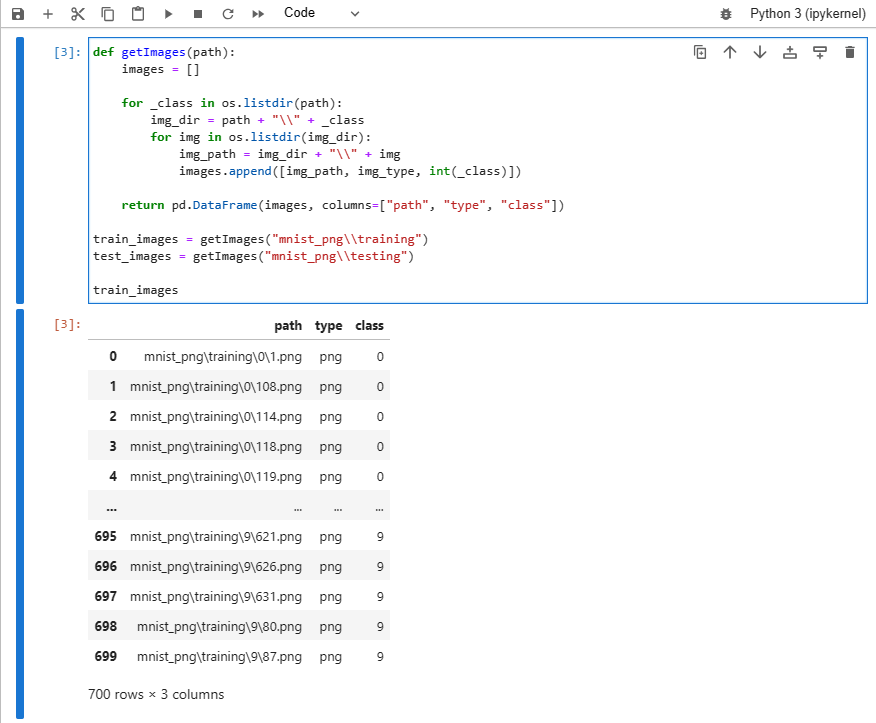 Code Python 3 (ipykernel)
[3]: def getImages(path):
    images = []

    for _class in os.listdir(path):
        img_dir = path + "\\" + _class
        for img in os.listdir(img_dir):
            img_path = img_dir + "\\" + img
            images.append([img_path, img_type, int(_class)])

    return pd.DataFrame(images, columns=["path", "type", "class"])

train_images = getImages("mnist_png\\training")
test_images = getImages("mnist_png\\testing")

train_images
[3]: path type class
0 mnist_png\training\0\1.png png 0
1 mnist_png\training\0\108.png png 0
2 mnist_png\training\0\114.png png 0
3 mnist_png\training\0\118.png png 0
4 mnist_png\training\0\119.png png 0
... ... ... ...
695 mnist_png\training\9\621.png png 9
696 mnist_png\training\9\626.png png 9
697 mnist_png\training\9\631.png png 9
698 mnist_png\training\9\80.png png 9
699 mnist_png\training\9\87.png png 9
700 rows × 3 columns